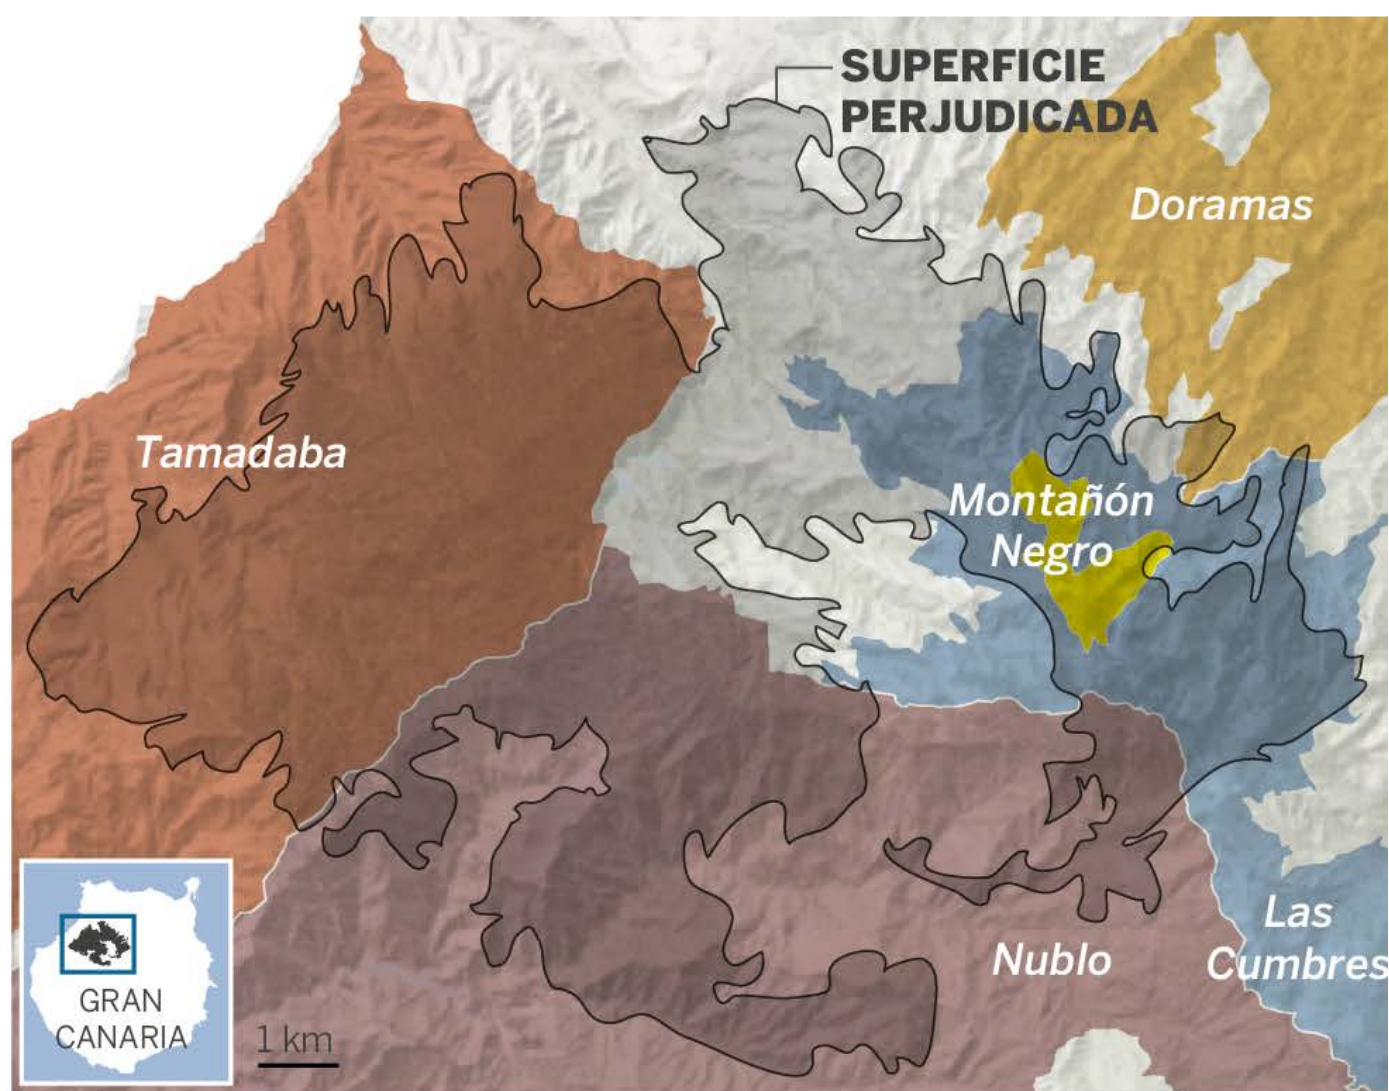 SUPERFICIE
PERJUDICADA
Doramas
Tamadaba
Montañón
Negro
Las
Cumbres
Nublo
GRAN
CANARIA
1 km